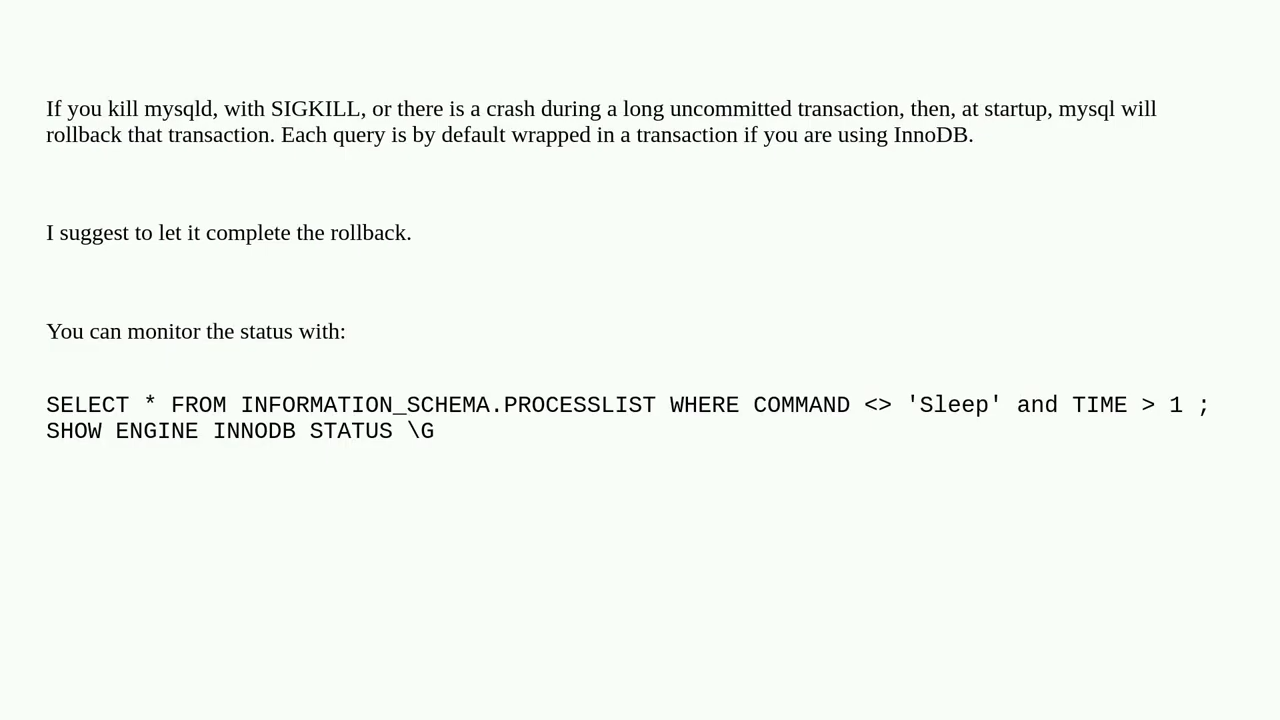 If you kill mysqld, with SIGKILL, or there is a crash during a long uncommitted transaction, then, at startup, mysql will
rollback that transaction. Each query is by default wrapped in a transaction if you are using InnoDB.
I suggest to let it complete the rollback.
You can monitor the status with:
SELECT * FROM INFORMATION_SCHEMA.PROCESSLIST WHERE COMMAND <> 'Sleep' and TIME > 1 ;
SHOW ENGINE INNODB STATUS \G